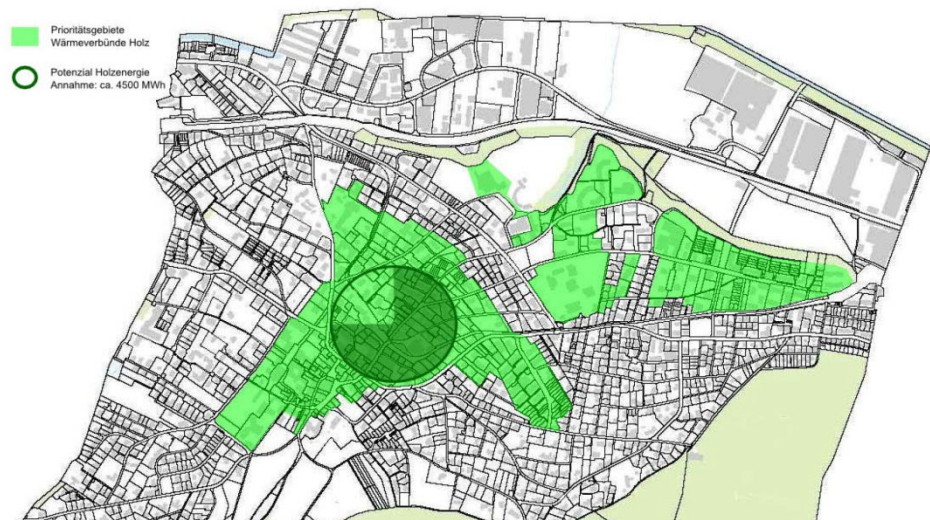 Prioritätsgebiete
Wärmeverbünde Holz
Potenzial Holzenergie
Annahme: ca. 4500 MWh